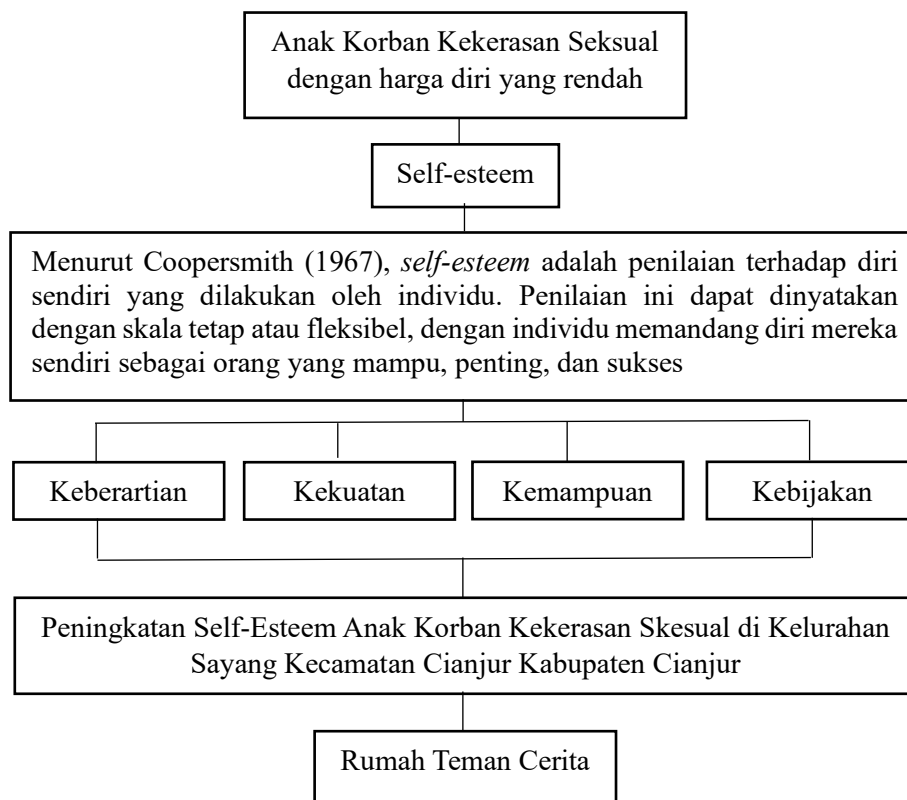 Anak Korban Kekerasan Seksual
dengan harga diri yang rendah
Self-esteem
Menurut Coopersmith (1967), self-esteem adalah penilaian terhadap diri
sendiri yang dilakukan oleh individu. Penilaian ini dapat dinyatakan
dengan skala tetap atau fleksibel, dengan individu memandang diri mereka
sendiri sebagai orang yang mampu, penting, dan sukses
Keberartian
Kekuatan
Kemampuan
Kebijakan
Peningkatan Self-Esteem Anak Korban Kekerasan Skesual di Kelurahan
Sayang Kecamatan Cianjur Kabupaten Cianjur
Rumah Teman Cerita